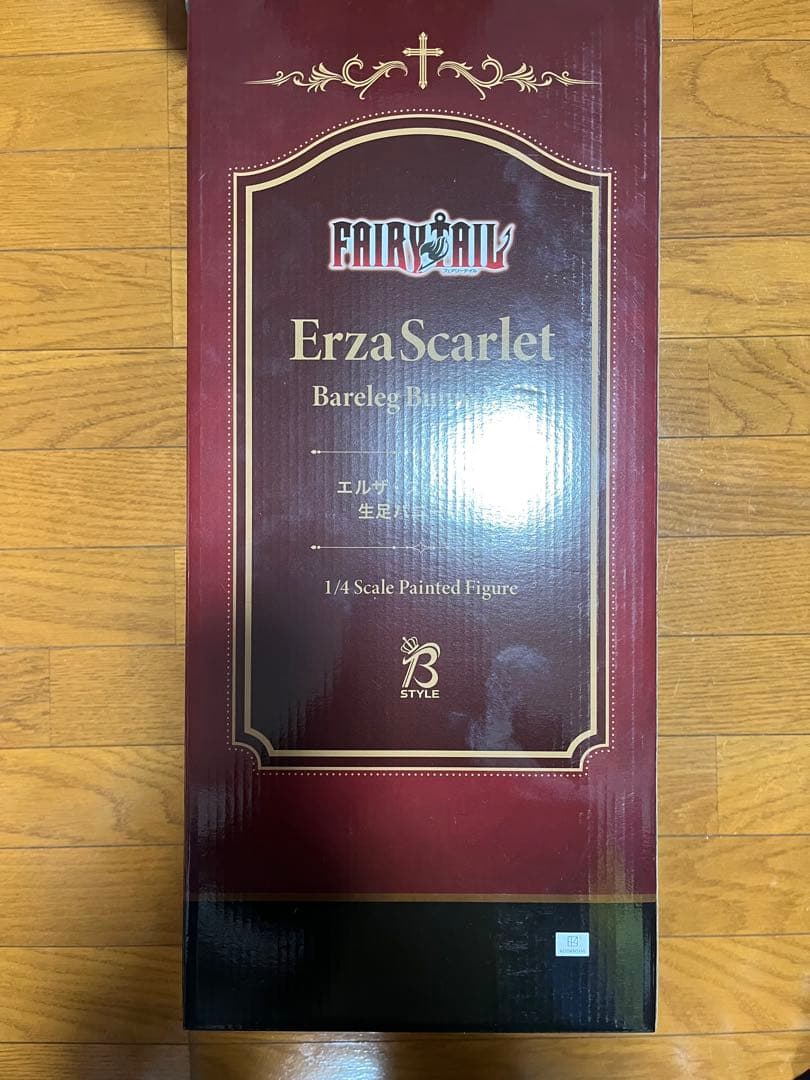 FAIRY TAIL
フェアリーテイル
Erza Scarlet
Bareleg
エルザ
生足
1/4 Scale Painted Figure
B
STYLE
KODANSHA